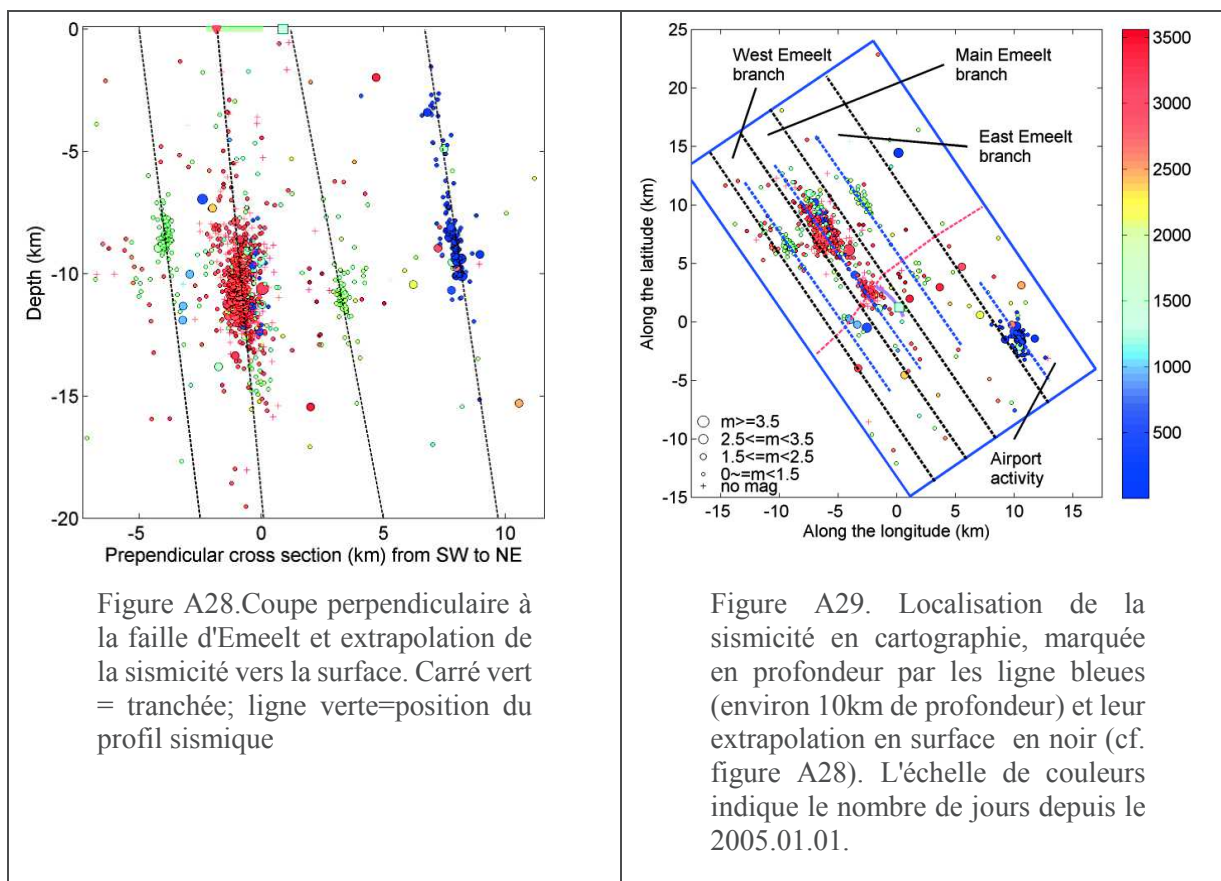 0
-5
-10
-15
-20
Depth (km)
-5
0
5
10
Prependicular cross section (km) from SW to NE
Figure A28.Coupe perpendiculaire à
la faille d'Emeelt et extrapolation de
la sismicité vers la surface. Carré vert
= tranchée; ligne verte=position du
profil sismique
25
20
15
10
5
0
-5
-10
-15
Along the latitude (km)
West Emeelt
branch
Main Emeelt
branch
East Emeelt
branch
Airport
activity
m>=3.5
2.5<=m<3.5
1.5<=m<2.5
0~=m<1.5
no mag
-15
-10
-5
0
5
10
15
Along the longitude (km)
3500
3000
2500
2000
1500
1000
500
Figure A29. Localisation de la
sismicité en cartographie, marquée
en profondeur par les ligne bleues
(environ 10km de profondeur) et leur
extrapolation en surface en noir (cf.
figure A28). L'échelle de couleurs
indique le nombre de jours depuis le
2005.01.01.